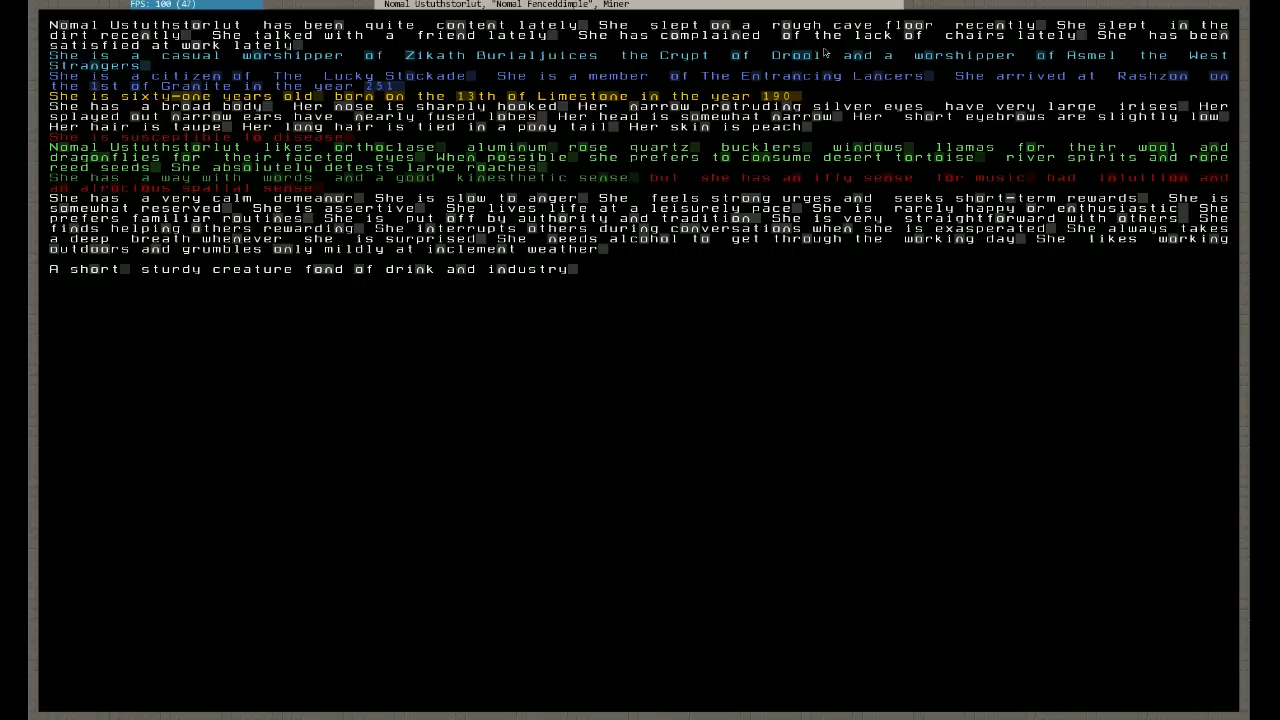 FPS: 100 (47)
Nomal Ustuthstorlut, "Nomal Fenceddimple", Miner
Nomal Ustuthstorlut has been quite content lately. She slept on a rough cave floor recently. She slept in the
dirt recently. She talked with a friend lately. She has complained of the lack of chairs lately. She has been
satisfied at work lately.
She is a casual worshipper of Zikath Burialjuices the Crypt of Drool and a worshipper of Asmel the West
Strangers.
She is a citizen of The Lucky Stockade. She is a member of The Entrancing Lancers. She arrived at Rashzon on
the 1st of Granite in the year 251.
She is sixty-one years old, born on the 13th of Limestone in the year 190.
She has a broad body. Her nose is sharply hooked. Her narrow protruding silver eyes have very large irises. Her
splayed out narrow ears have nearly fused lobes. Her head is somewhat narrow. Her short eyebrows are slightly low.
Her hair is taupe. Her long hair is tied in a pony tail. Her skin is peach.
She is susceptible to disease.
Nomal Ustuthstorlut likes orthoclase, aluminum, rose quartz, bucklers, windows, llamas for their wool and
dragonflies for their faceted eyes. When possible, she prefers to consume desert tortoise, river spirits and rope
reed seeds. She absolutely detests large roaches.
She has a way with words and a good kinesthetic sense, but she has an iffy sense for music, bad intuition and
an atrocious spatial sense.
She has a very calm demeanor. She is slow to anger. She feels strong urges and seeks short-term rewards. She is
somewhat reserved. She is assertive. She lives life at a leisurely pace. She is rarely happy or enthusiastic. She
prefers familiar routines. She is put off by authority and tradition. She is very straightforward with others. She
finds helping others rewarding. She interrupts others during conversations when she is exasperated. She always takes
a deep breath whenever she is surprised. She needs alcohol to get through the working day. She likes working
outdoors and grumbles only mildly at inclement weather.
A short, sturdy creature fond of drink and industry.